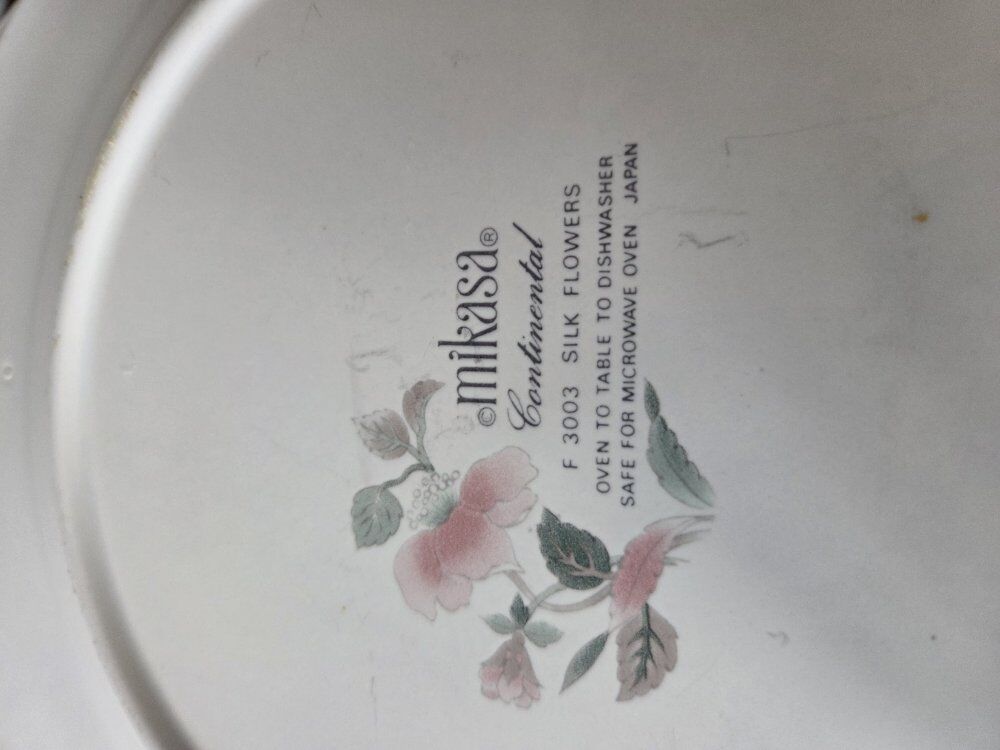 ©mikasa®
Continental
F 3003 SILK FLOWERS
OVEN TO TABLE TO DISHWASHER
SAFE FOR MICROWAVE OVEN JAPAN